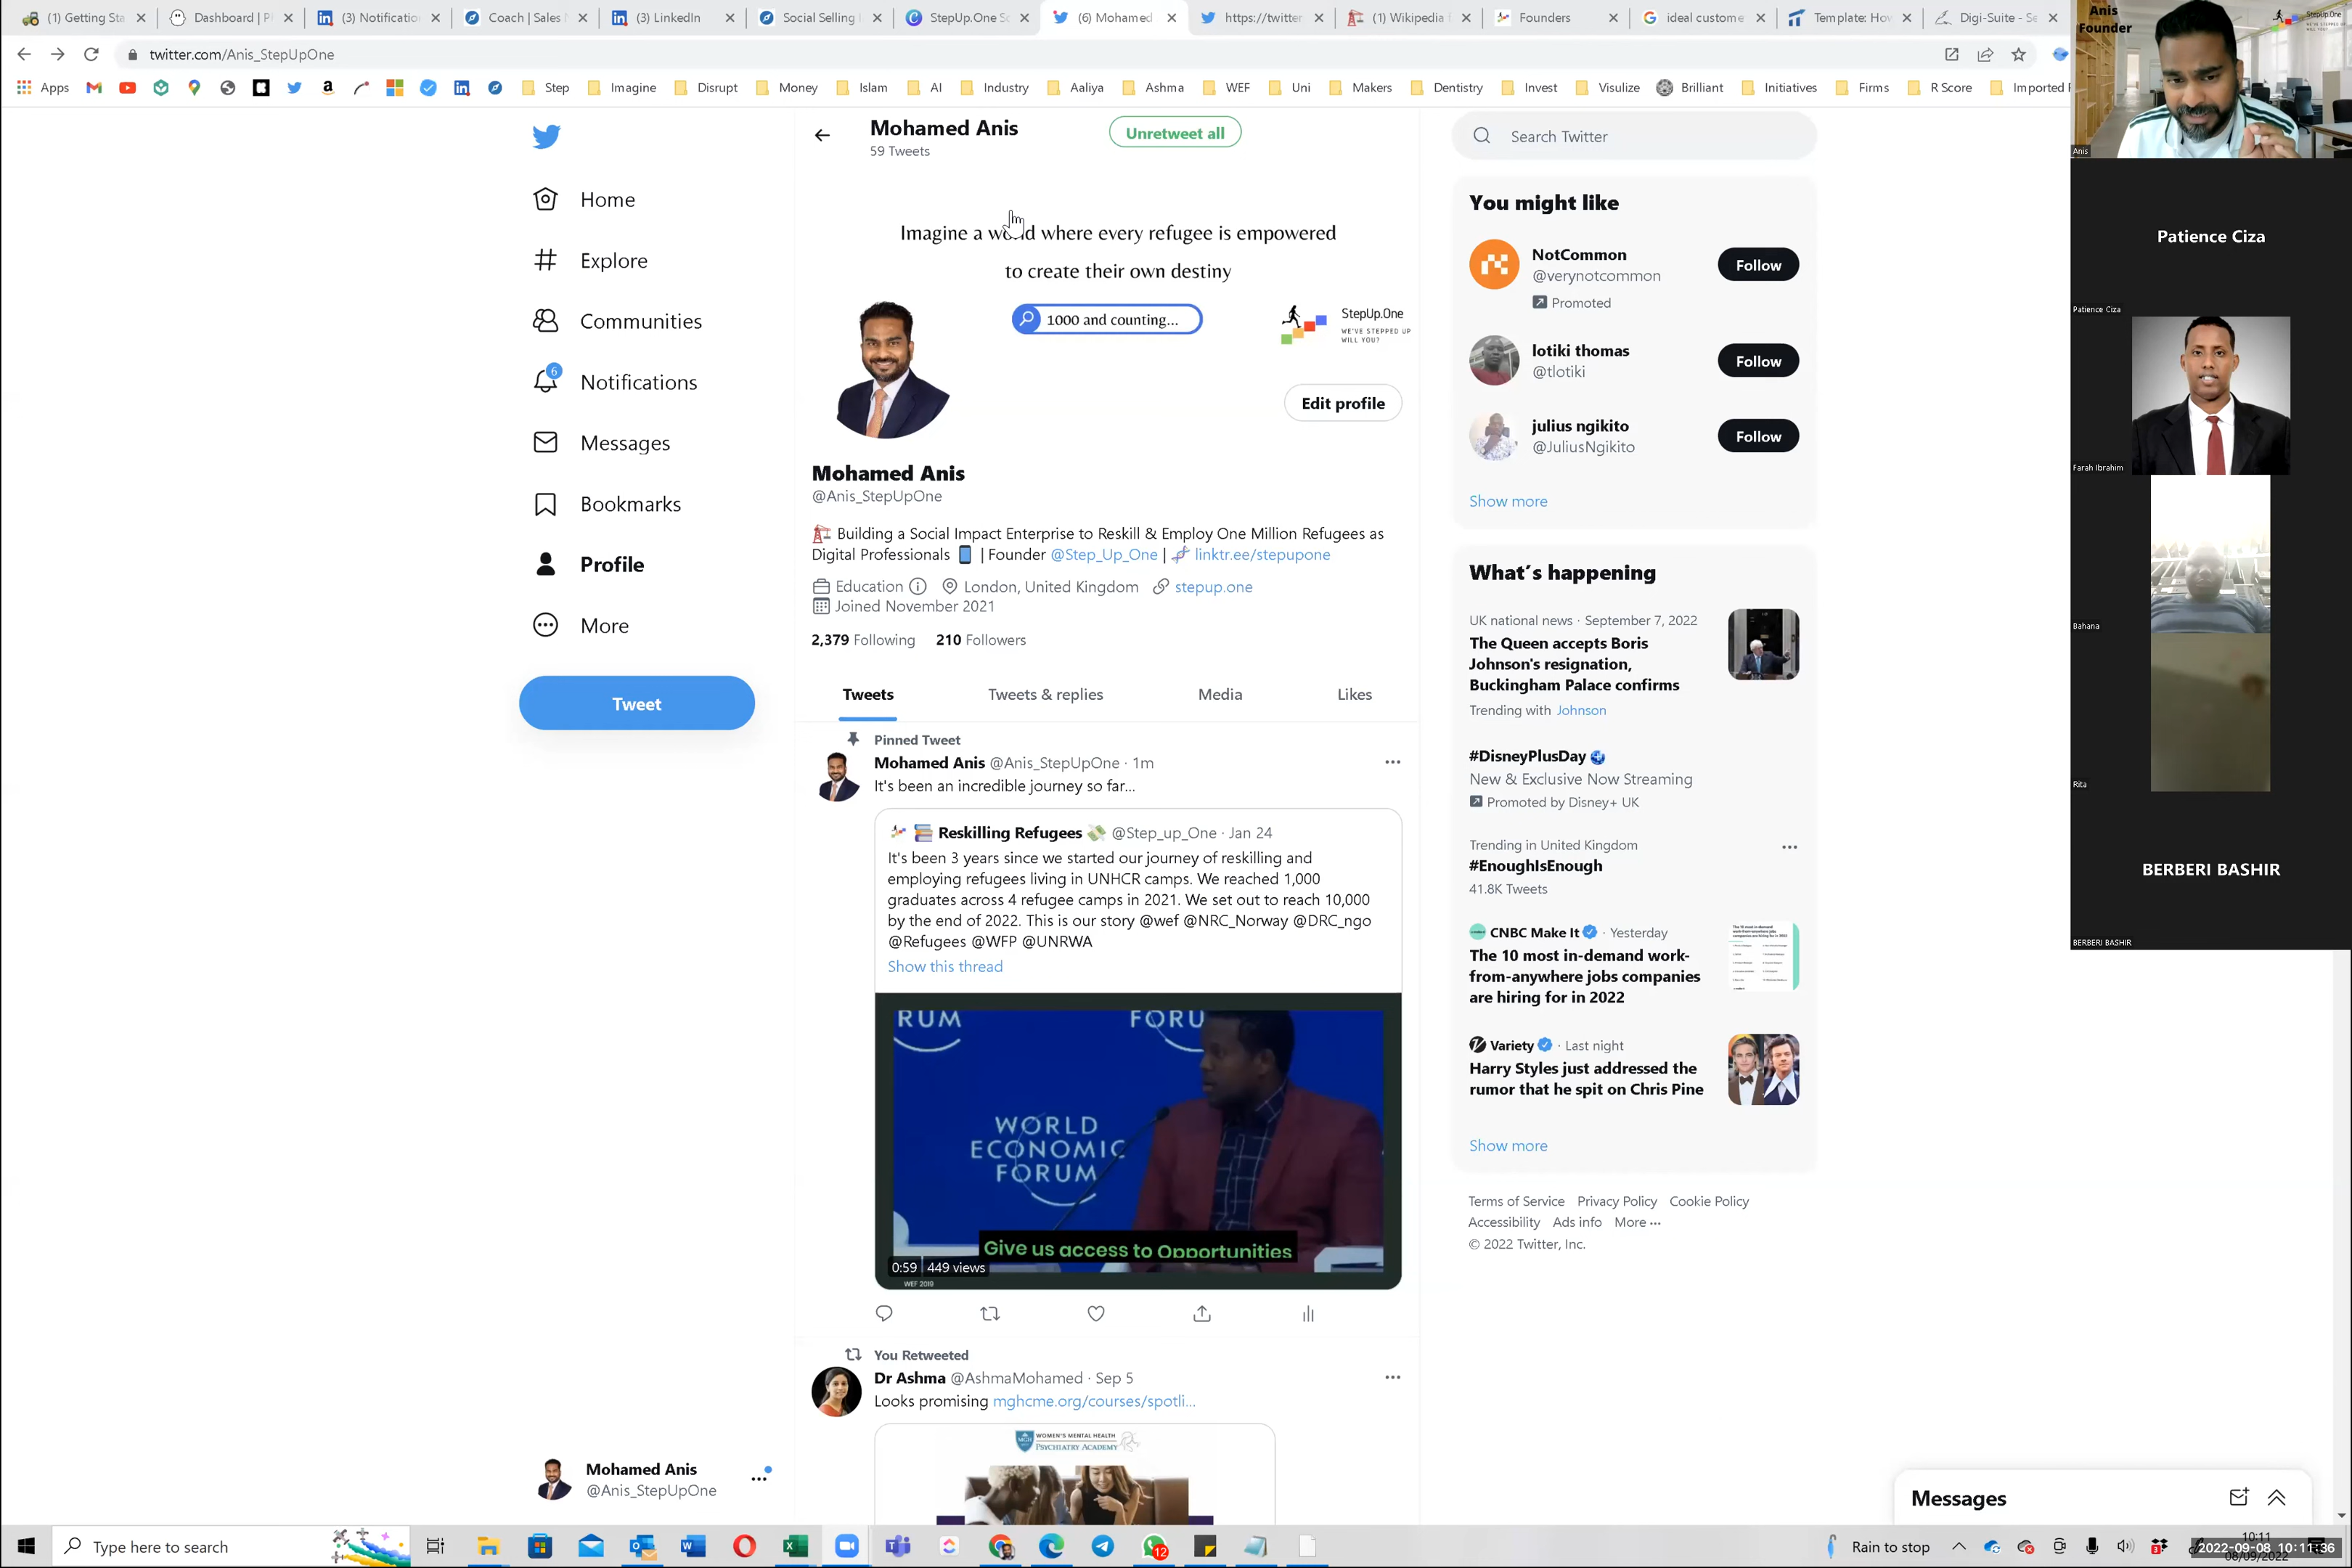 (1) Getting Sta
Dashboard | P
(3) Notificatio
Coach | Sales
(3) LinkedIn
Social Selling
StepUp.One Sc
(6) Mohamed
https://twitter
(1) Wikipedia
Founders
ideal custome
Template: Hov
Digi-Suite - Se
twitter.com/Anis_StepUpOne
Apps
Step
Imagine
Disrupt
Money
Islam
AI
Industry
Aaliya
Ashma
WEF
Uni
Makers
Dentistry
Invest
Visulize
Brilliant
Initiatives
Firms
R Score
Imported
Home
Explore
Communities
6
Notifications
Messages
Bookmarks
Profile
More
Tweet
Mohamed Anis
@Anis_StepUpOne
Mohamed Anis
59 Tweets
Unretweet all
Imagine a world where every refugee is empowered
to create their own destiny
1000 and counting...
StepUp.One
WE'VE STEPPED UP
WILL YOU?
Edit profile
Mohamed Anis
@Anis_StepUpOne
Building a Social Impact Enterprise to Reskill & Employ One Million Refugees as
Digital Professionals | Founder @Step_Up_One | linktr.ee/stepupone
Education London, United Kingdom stepup.one
Joined November 2021
2,379 Following 210 Followers
Tweets
Tweets & replies
Media
Likes
Pinned Tweet
Mohamed Anis @Anis_StepUpOne · 1m
It's been an incredible journey so far...
Reskilling Refugees @Step_up_One · Jan 24
It's been 3 years since we started our journey of reskilling and
employing refugees living in UNHCR camps. We reached 1,000
graduates across 4 refugee camps in 2021. We set out to reach 10,000
by the end of 2022. This is our story @wef @NRC_Norway @DRC_ngo
@Refugees @WFP @UNRWA
Show this thread
RUM
FORU
WORLD
ECONOMIC
FORUM
Give us access to Opportunities
0:59 449 views
WEF 2019
You Retweeted
Dr Ashma @AshmaMohamed · Sep 5
Looks promising mghcme.org/courses/spotli...
MGH
WOMEN'S MENTAL HEALTH
PSYCHIATRY ACADEMY
Search Twitter
You might like
NotCommon
@verynotcommon
Promoted
Follow
lotiki thomas
@tlotiki
Follow
julius ngikito
@JuliusNgikito
Follow
Show more
What's happening
UK national news · September 7, 2022
The Queen accepts Boris
Johnson's resignation,
Buckingham Palace confirms
Trending with Johnson
#DisneyPlusDay
New & Exclusive Now Streaming
Promoted by Disney+ UK
Trending in United Kingdom
#EnoughIsEnough
41.8K Tweets
CNBC Make It · Yesterday
The 10 most in-demand work-
from-anywhere jobs companies
are hiring for in 2022
Variety · Last night
Harry Styles just addressed the
rumor that he spit on Chris Pine
Show more
Terms of Service Privacy Policy Cookie Policy
Accessibility Ads info More ...
© 2022 Twitter, Inc.
Messages
Anis
Founder
StepUp.One
Anis
Patience Ciza
Patience Ciza
Farah Ibrahim
Bahana
Rita
BERBERI BASHIR
BERBERI BASHIR
Type here to search
12
Rain to stop
10:11
2022-09-08 10:11:36
08/09/2022